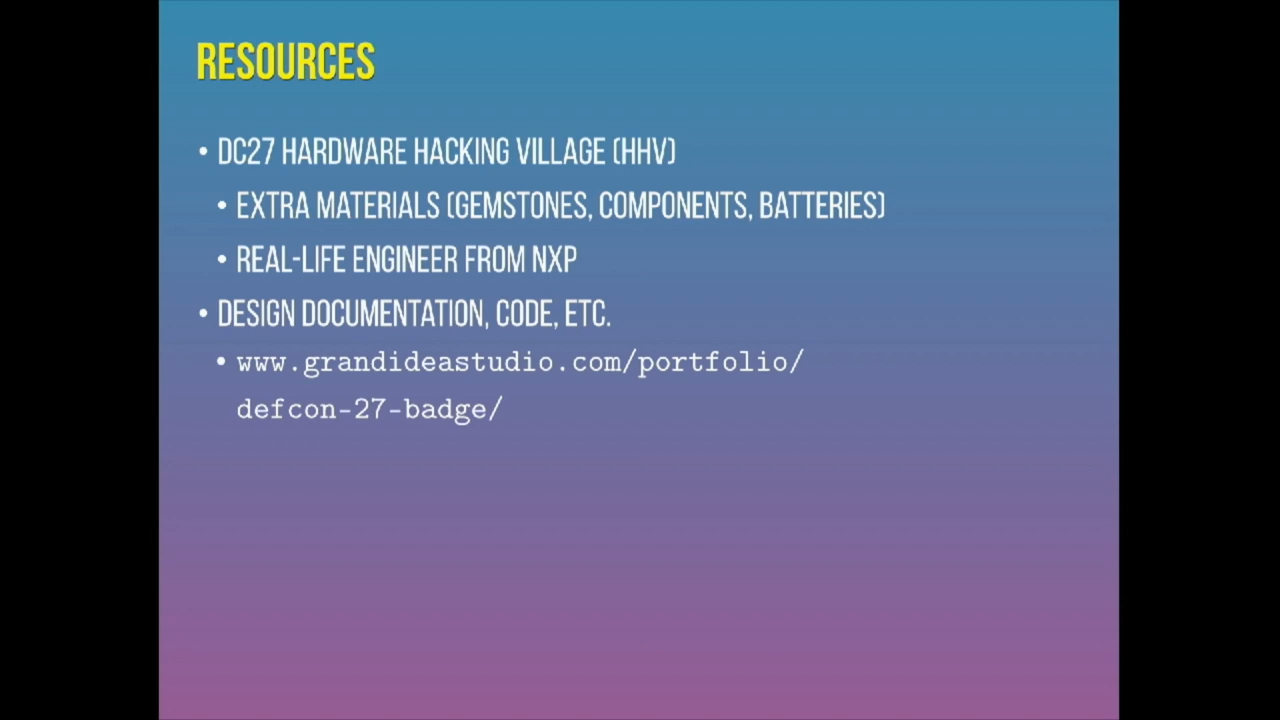 RESOURCES
• DC27 HARDWARE HACKING VILLAGE (HHV)
• EXTRA MATERIALS (GEMSTONES, COMPONENTS, BATTERIES)
• REAL-LIFE ENGINEER FROM NXP
• DESIGN DOCUMENTATION, CODE, ETC.
• www.grandideastudio.com/portfolio/
defcon-27-badge/